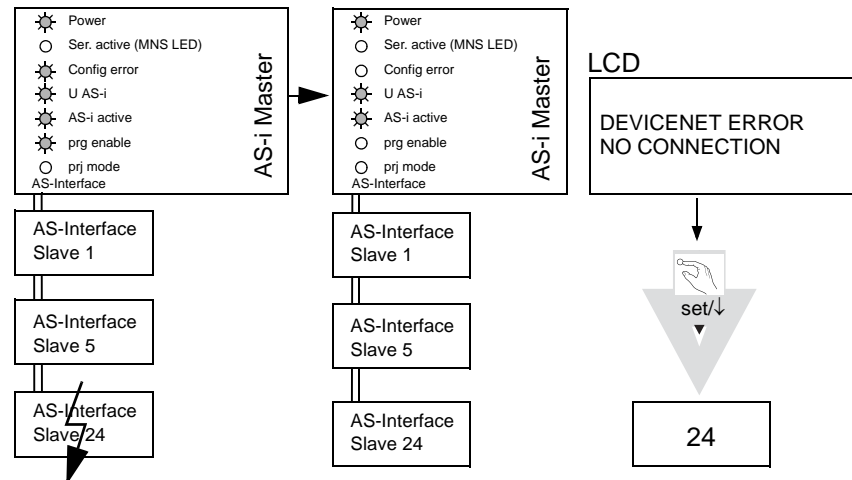 Power
Ser. active (MNS LED)
Config error
U AS-i
AS-i active
prg enable
prj mode
AS-Interface
AS-i Master
AS-Interface
Slave 1
AS-Interface
Slave 5
AS-Interface
Slave 24
Power
Ser. active (MNS LED)
Config error
U AS-i
AS-i active
prg enable
prj mode
AS-Interface
AS-i Master
AS-Interface
Slave 1
AS-Interface
Slave 5
AS-Interface
Slave 24
LCD
DEVICENET ERROR
NO CONNECTION
set/↓
24